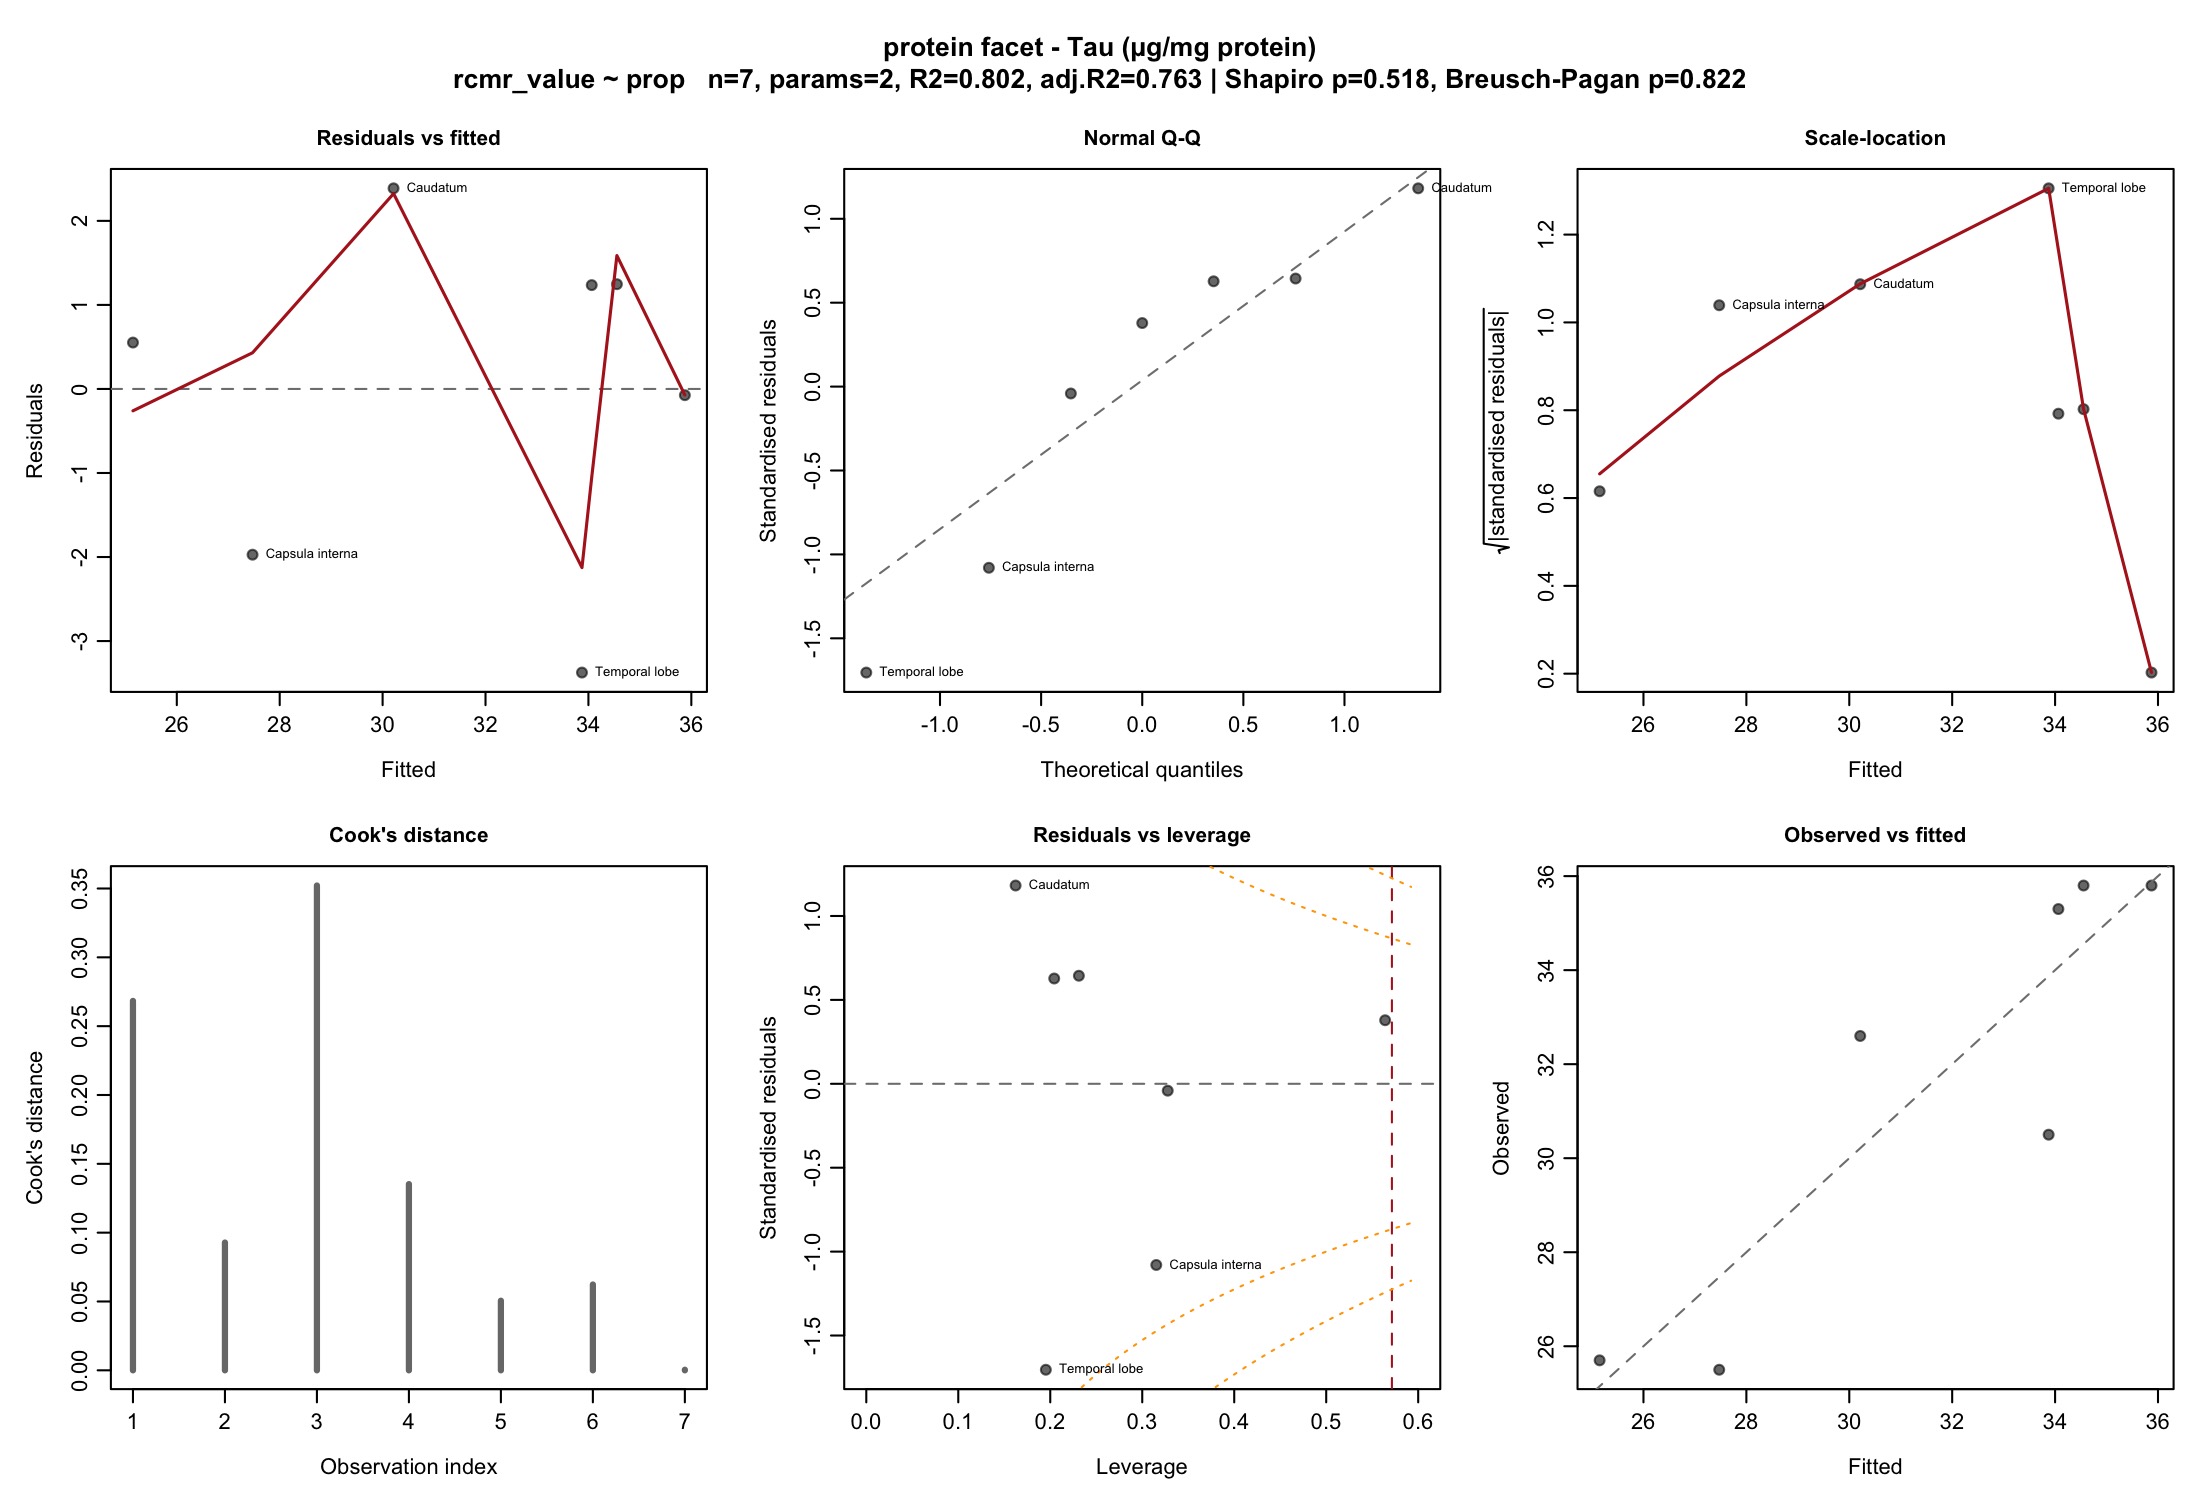 protein facet - Tau (µg/mg protein)
rcmr_value ~ prop   n=7, params=2, R2=0.802, adj.R2=0.763 | Shapiro p=0.518, Breusch-Pagan p=0.822
Residuals vs fitted
Residuals
2
1
0
-1
-2
-3
Caudatum
Capsula interna
Temporal lobe
26 28 30 32 34 36
Fitted
Normal Q-Q
Standardised residuals
1.0
0.5
0.0
-0.5
-1.0
-1.5
Caudatum
Capsula interna
Temporal lobe
-1.0 -0.5 0.0 0.5 1.0
Theoretical quantiles
Scale-location
√|standardised residuals|
1.2
1.0
0.8
0.6
0.4
0.2
Temporal lobe
Caudatum
Capsula interna
26 28 30 32 34 36
Fitted
Cook's distance
Cook's distance
0.35
0.30
0.25
0.20
0.15
0.10
0.05
0.00
1 2 3 4 5 6 7
Observation index
Residuals vs leverage
Standardised residuals
1.0
0.5
0.0
-0.5
-1.0
-1.5
Caudatum
Capsula interna
Temporal lobe
0.0 0.1 0.2 0.3 0.4 0.5 0.6
Leverage
Observed vs fitted
Observed
36
34
32
30
28
26
26 28 30 32 34 36
Fitted